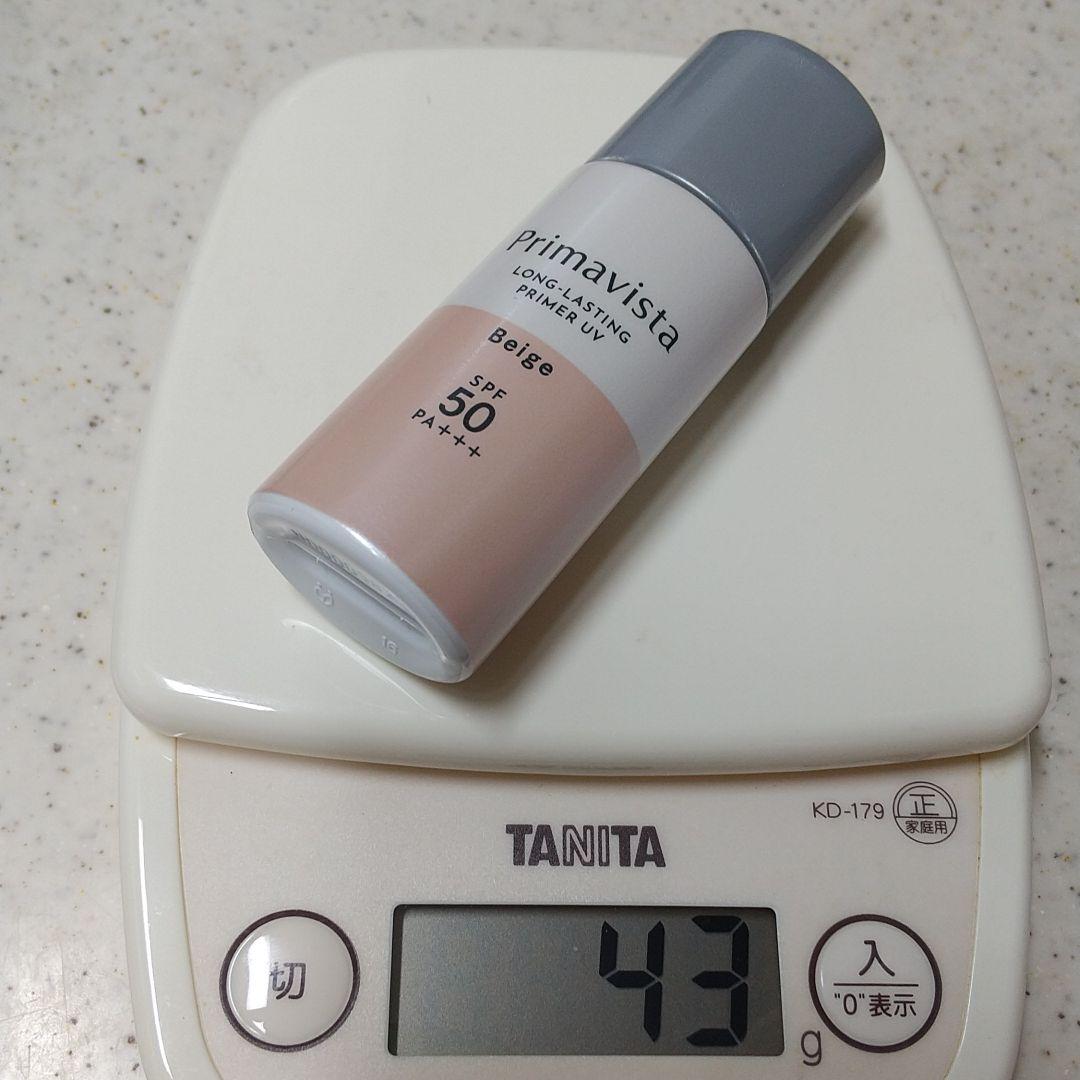 Primavista
LONG-LASTING
PRIMER UV
Beige
SPF
50
PA+++
16
KD-179
正
家庭用
TANITA
切
43
g
入
"0"表示